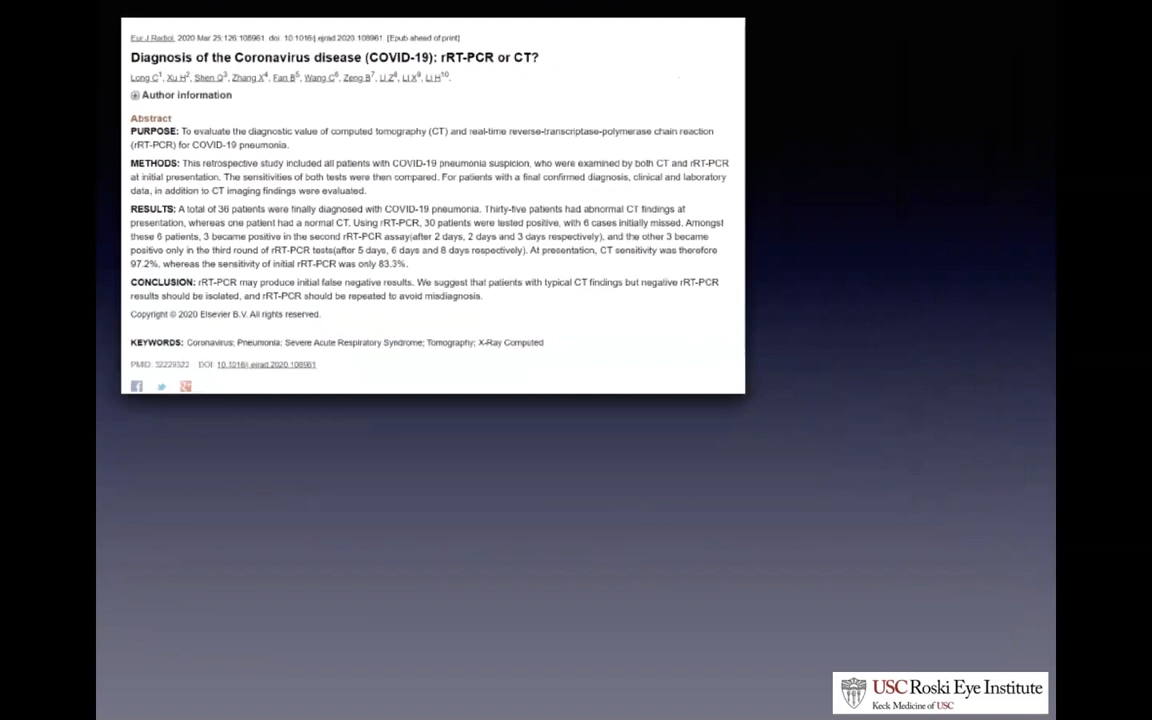 Eur J Radiol. 2020 Mar 25;126:108961. doi: 10.1016/j.ejrad.2020.108961. [Epub ahead of print]
Diagnosis of the Coronavirus disease (COVID-19): rRT-PCR or CT?
Long C1, Xu H2, Shen Q3, Zhang X4, Fan B5, Wang C6, Zeng B7, Li Z8, Li X9, Li H10.
Author information
Abstract
PURPOSE: To evaluate the diagnostic value of computed tomography (CT) and real-time reverse-transcriptase-polymerase chain reaction
(rRT-PCR) for COVID-19 pneumonia.
METHODS: This retrospective study included all patients with COVID-19 pneumonia suspicion, who were examined by both CT and rRT-PCR
at initial presentation. The sensitivities of both tests were then compared. For patients with a final confirmed diagnosis, clinical and laboratory
data, in addition to CT imaging findings were evaluated.
RESULTS: A total of 36 patients were finally diagnosed with COVID-19 pneumonia. Thirty-five patients had abnormal CT findings at
presentation, whereas one patient had a normal CT. Using rRT-PCR, 30 patients were tested positive, with 6 cases initially missed. Amongst
these 6 patients, 3 became positive in the second rRT-PCR assay(after 2 days, 2 days and 3 days respectively), and the other 3 became
positive only in the third round of rRT-PCR tests(after 5 days, 6 days and 8 days respectively). At presentation, CT sensitivity was therefore
97.2%, whereas the sensitivity of initial rRT-PCR was only 83.3%.
CONCLUSION: rRT-PCR may produce initial false negative results. We suggest that patients with typical CT findings but negative rRT-PCR
results should be isolated, and rRT-PCR should be repeated to avoid misdiagnosis.
Copyright © 2020 Elsevier B.V. All rights reserved.
KEYWORDS: Coronavirus; Pneumonia; Severe Acute Respiratory Syndrome; Tomography; X-Ray Computed
PMID: 32229322 DOI: 10.1016/j.ejrad.2020.108961
USC Roski Eye Institute
Keck Medicine of USC